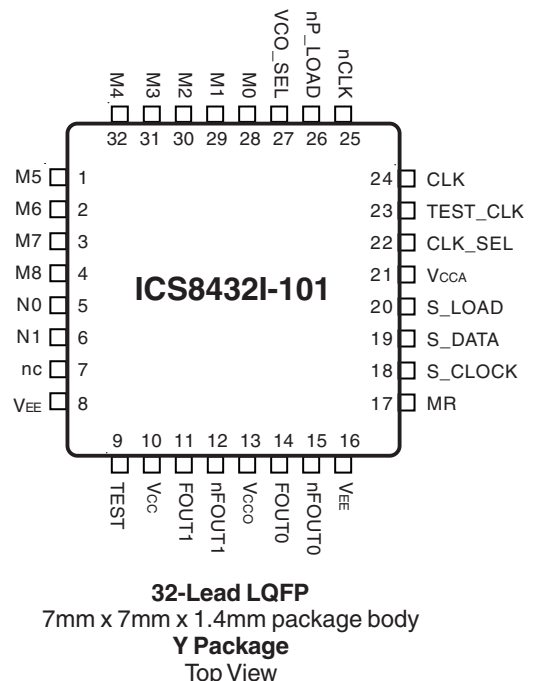 M4 M3 M2 M1 M0 VCO_SEL nP_LOAD nCLK
32 31 30 29 28 27 26 25
M5 1 24 CLK
M6 2 23 TEST_CLK
M7 3 22 CLK_SEL
M8 4 21 VCCA
ICS8432I-101
N0 5 20 S_LOAD
N1 6 19 S_DATA
nc 7 18 S_CLOCK
VEE 8 17 MR
9 10 11 12 13 14 15 16
TEST VCC FOUT1 nFOUT1 VCCO FOUT0 nFOUT0 VEE
32-Lead LQFP
7mm x 7mm x 1.4mm package body
Y Package
Top View